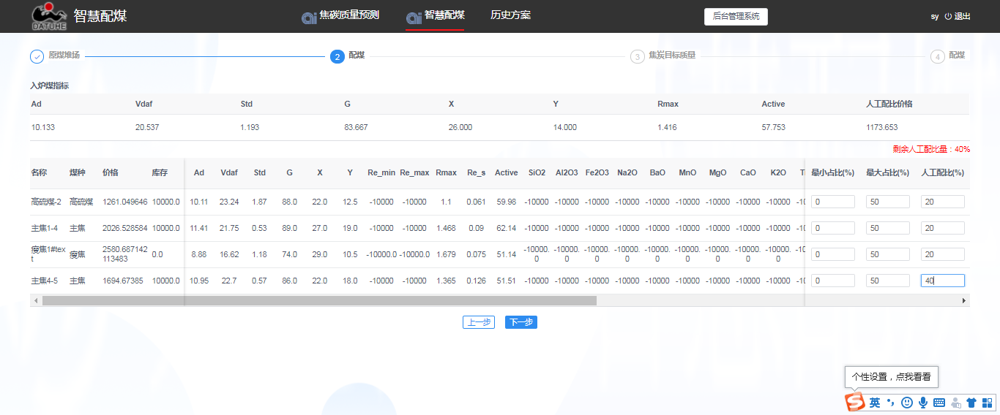 DATUHE 智慧配煤 ai 焦碳质量预测 ai 智慧配煤 历史方案 后台管理系统 sy 退出
原煤堆场 2 配煤 3 焦炭目标质量 4 配煤
入炉煤指标
Ad Vdaf Std G X Y Rmax Active 人工配比价格
10.133 20.537 1.193 83.667 26.000 14.000 1.416 57.753 1173.653
剩余人工配比量：40%
名称 煤种 价格 库存 Ad Vdaf Std G X Y Re_min Re_max Rmax Re_s Active SiO2 Al2O3 Fe2O3 Na2O BaO MnO MgO CaO K2O 最小占比(%) 最大占比(%) 人工配比(%)
高硫煤-2 高硫煤 1261.049646 10000.0 10.11 23.24 1.87 88.0 22.0 12.5 -10000 -10000 1.1 0.061 59.98 -10000 -10000 -10000 -10000 -10000 -10000 -10000 -10000 -10000 -10 0 50 20
主焦1-4 主焦 2026.528584 10000.0 11.41 21.75 0.53 89.0 27.0 19.0 -10000 -10000 1.468 0.09 62.14 -10000 -10000 -10000 -10000 -10000 -10000 -10000 -10000 -10000 -10 0 50 20
瘦焦1#tex 2580.687142 -10000. -10000. -10000. -10000. -10000. -10000. -10000. -10000. -10000.
t 瘦焦 113483 0.0 8.88 16.62 1.18 74.0 29.0 10.5 -10000.0 -10000.0 1.679 0.075 51.14 0 0 0 0 0 0 0 0 0 0 50 20
主焦4-5 主焦 1694.67385 10000.0 10.95 22.7 0.57 86.0 22.0 18.0 -10000 -10000 1.365 0.126 51.51 -10000 -10000 -10000 -10000 -10000 -10000 -10000 -10000 -10000 -10 0 50 40
上一步 下一步
个性设置，点我看看
S 英